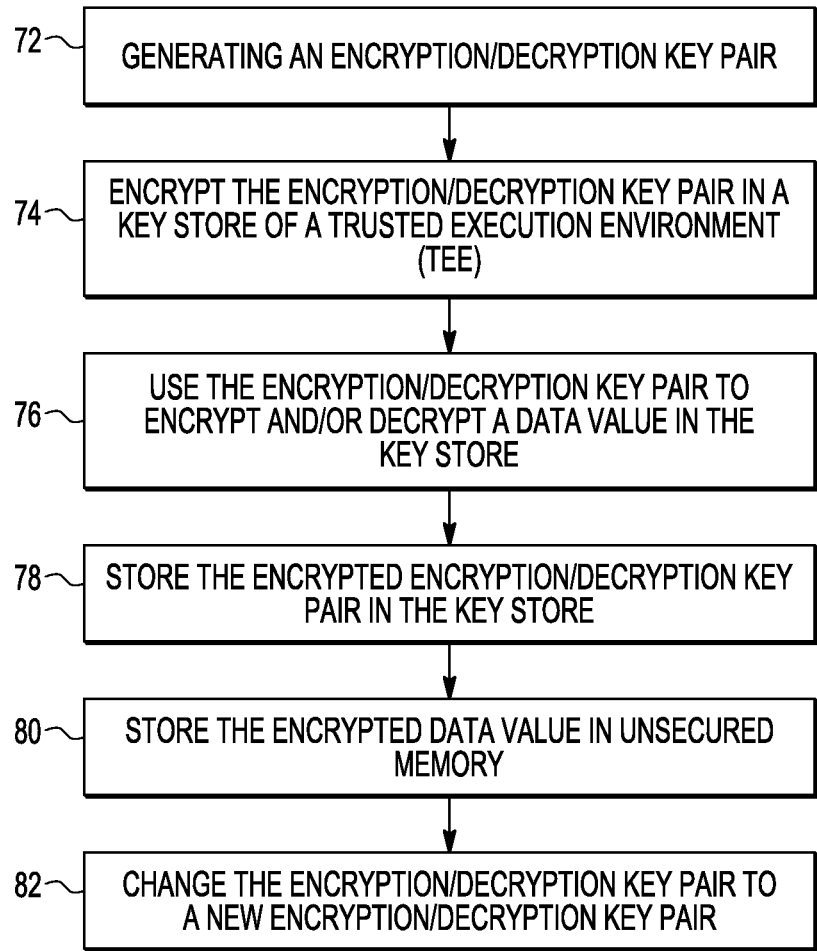 72
GENERATING AN ENCRYPTION/DECRYPTION KEY PAIR
74
ENCRYPT THE ENCRYPTION/DECRYPTION KEY PAIR IN A
KEY STORE OF A TRUSTED EXECUTION ENVIRONMENT
(TEE)
76
USE THE ENCRYPTION/DECRYPTION KEY PAIR TO
ENCRYPT AND/OR DECRYPT A DATA VALUE IN THE
KEY STORE
78
STORE THE ENCRYPTED ENCRYPTION/DECRYPTION KEY
PAIR IN THE KEY STORE
80
STORE THE ENCRYPTED DATA VALUE IN UNSECURED
MEMORY
82
CHANGE THE ENCRYPTION/DECRYPTION KEY PAIR TO
A NEW ENCRYPTION/DECRYPTION KEY PAIR